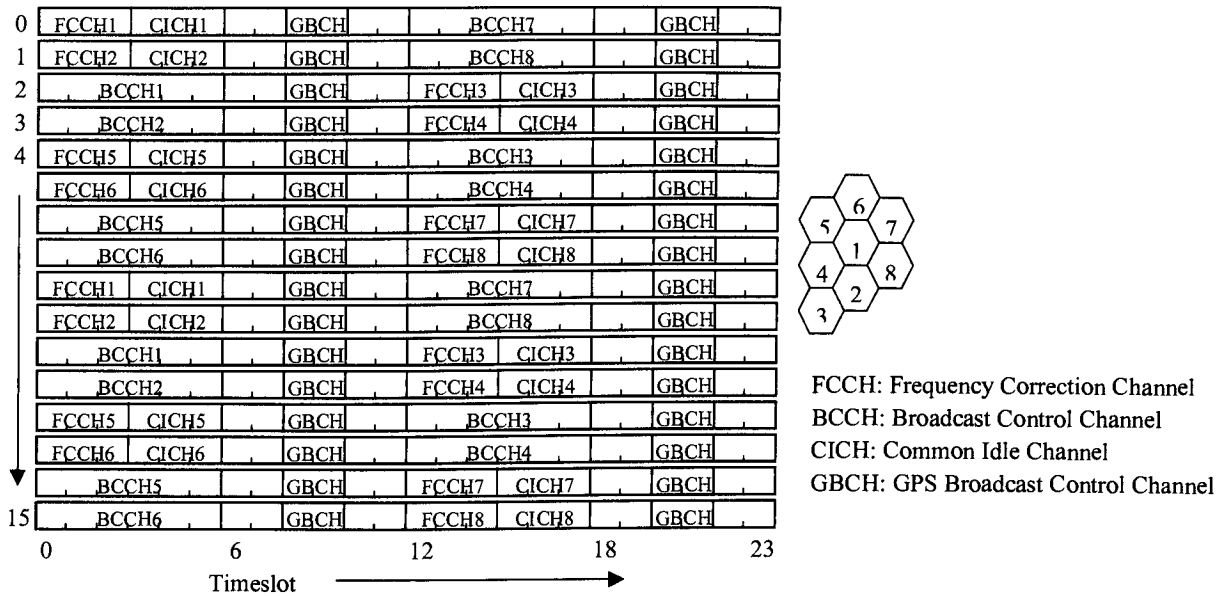 0 FCCH1 CICH1 GBCH BCCH7 GBCH
1 FCCH2 CICH2 GBCH BCCH8 GBCH
2 BCCH1 GBCH FCCH3 CICH3 GBCH
3 BCCH2 GBCH FCCH4 CICH4 GBCH
4 FCCH5 CICH5 GBCH BCCH3 GBCH
FCCH6 CICH6 GBCH BCCH4 GBCH
BCCH5 GBCH FCCH7 CICH7 GBCH
BCCH6 GBCH FCCH8 CICH8 GBCH
FCCH1 CICH1 GBCH BCCH7 GBCH
FCCH2 CICH2 GBCH BCCH8 GBCH
BCCH1 GBCH FCCH3 CICH3 GBCH
BCCH2 GBCH FCCH4 CICH4 GBCH
FCCH5 CICH5 GBCH BCCH3 GBCH
FCCH6 CICH6 GBCH BCCH4 GBCH
BCCH5 GBCH FCCH7 CICH7 GBCH
15 BCCH6 GBCH FCCH8 CICH8 GBCH
0 6 12 18 23
Timeslot
6
5 7
1
4 8
2
3
FCCH: Frequency Correction Channel
BCCH: Broadcast Control Channel
CICH: Common Idle Channel
GBCH: GPS Broadcast Control Channel